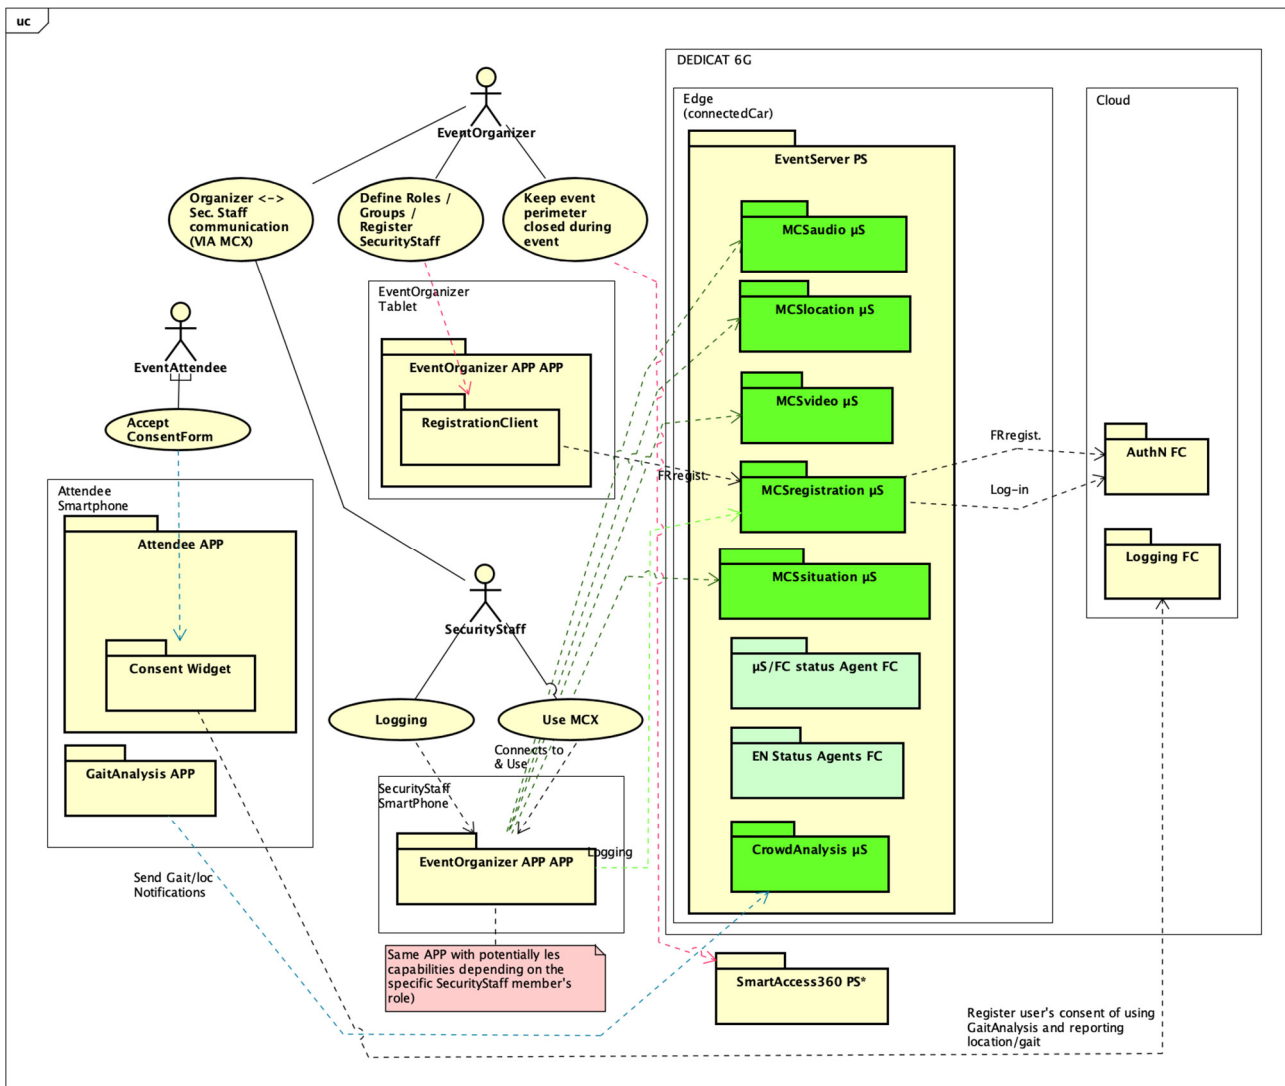 uc
DEDICAT 6G
Edge
(connectedCar)
Cloud
EventOrganizer
EventServer PS
Organizer <->
Sec. Staff
communication
(VIA MCX)
Define Roles /
Groups /
Register
SecurityStaff
Keep event
perimeter
closed during
event
MCSaudio µS
EventOrganizer
Tablet
MCSlocation µS
EventAttendee
EventOrganizer APP APP
MCSvideo µS
Accept
ConsentForm
RegistrationClient
FRregist.
FRregist.
AuthN FC
MCSregistration µS
Log-in
Attendee
Smartphone
Attendee APP
Logging FC
MCSsituation µS
SecurityStaff
Consent Widget
µS/FC status Agent FC
Logging
Use MCX
Connects to
& Use
EN Status Agents FC
GaitAnalysis APP
SecurityStaff
SmartPhone
EventOrganizer APP APP
Logging
CrowdAnalysis µS
Send Gait/loc
Notifications
Same APP with potentially les
capabilities depending on the
specific SecurityStaff member's
role)
SmartAccess360 PS*
Register user's consent of using
GaitAnalysis and reporting
location/gait